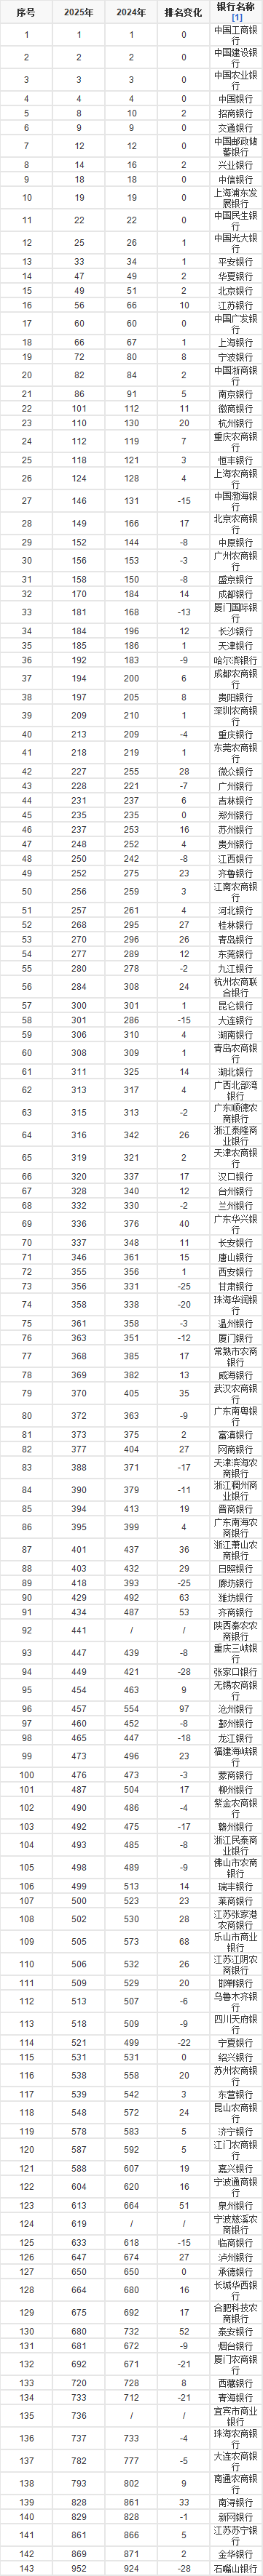 序号 2025年 2024年 排名变化 银行名称[1]
1 1 1 0 中国工商银行
2 2 2 0 中国建设银行
3 3 3 0 中国农业银行
4 4 4 0 中国银行
5 8 10 2 招商银行
6 9 9 0 交通银行
7 12 12 0 中国邮政储蓄银行
8 14 16 2 兴业银行
9 18 18 0 中信银行
10 19 19 0 上海浦东发展银行
11 22 22 0 中国民生银行
12 25 26 1 中国光大银行
13 33 34 1 平安银行
14 47 49 2 华夏银行
15 49 51 2 北京银行
16 56 66 10 江苏银行
17 60 60 0 中国广发银行
18 66 67 1 上海银行
19 72 80 8 宁波银行
20 82 84 2 中国浙商银行
21 86 91 5 南京银行
22 101 112 11 徽商银行
23 110 130 20 杭州银行
24 112 119 7 重庆农商银行
25 118 121 3 恒丰银行
26 124 128 4 上海农商银行
27 146 131 -15 中国渤海银行
28 149 166 17 北京农商银行
29 152 144 -8 中原银行
30 156 153 -3 广州农商银行
31 158 150 -8 盛京银行
32 170 184 14 成都银行
33 181 168 -13 厦门国际银行
34 184 196 12 长沙银行
35 185 186 1 天津银行
36 192 183 -9 哈尔滨银行
37 194 200 6 成都农商银行
38 197 205 8 贵阳银行
39 209 210 1 深圳农商银行
40 213 209 -4 重庆银行
41 218 219 1 东莞农商银行
42 227 255 28 微众银行
43 228 221 -7 广州银行
44 231 237 6 吉林银行
45 235 235 0 郑州银行
46 237 253 16 苏州银行
47 248 252 4 贵州银行
48 250 242 -8 江西银行
49 252 275 23 齐鲁银行
50 256 259 3 江南农商银行
51 257 261 4 河北银行
52 268 295 27 桂林银行
53 270 296 26 青岛银行
54 277 289 12 东莞银行
55 280 278 -2 九江银行
56 284 308 24 杭州农商联合银行
57 300 301 1 昆仑银行
58 301 286 -15 大连银行
59 306 310 4 湖南银行
60 308 309 1 青岛农商银行
61 311 325 14 湖北银行
62 313 317 4 广西北部湾银行
63 315 313 -2 广东顺德农商银行
64 316 342 26 浙江泰隆商业银行
65 319 321 2 天津农商银行
66 320 337 17 汉口银行
67 328 340 12 台州银行
68 332 330 -2 兰州银行
69 336 376 40 广东华兴银行
70 337 348 11 长安银行
71 346 361 15 唐山银行
72 355 356 1 西安银行
73 356 331 -25 甘肃银行
74 358 338 -20 珠海华润银行
75 361 358 -3 温州银行
76 363 351 -12 厦门银行
77 368 385 17 常熟市农商银行
78 369 382 13 威海银行
79 370 405 35 武汉农商银行
80 372 363 -9 广东南粤银行
81 373 375 2 富滇银行
82 377 404 27 网商银行
83 388 371 -17 天津滨海农商银行
84 390 379 -11 浙江稠州商业银行
85 394 413 19 晋商银行
86 395 399 4 广东南海农商银行
87 401 437 36 浙江萧山农商银行
88 403 432 29 日照银行
89 418 393 -25 廊坊银行
90 429 492 63 潍坊银行
91 434 487 53 齐商银行
92 441 / / 陕西秦农农商银行
93 447 439 -8 重庆三峡银行
94 449 421 -28 张家口银行
95 454 463 9 无锡农商银行
96 457 554 97 沧州银行
97 460 452 -8 鄞州银行
98 465 447 -18 龙江银行
99 473 496 23 福建海峡银行
100 476 473 -3 蒙商银行
101 487 504 17 柳州银行
102 490 486 -4 紫金农商银行
103 492 475 -17 赣州银行
104 493 485 -8 浙江民泰商业银行
105 498 489 -9 佛山市农商银行
106 499 513 14 瑞丰银行
107 500 523 23 莱商银行
108 502 530 28 江苏张家港农商银行
109 505 573 68 乐山市商业银行
110 506 532 26 江苏江阴农商银行
111 509 529 20 邯郸银行
112 513 507 -6 乌鲁木齐银行
113 518 509 -9 四川天府银行
114 521 499 -22 宁夏银行
115 531 531 0 绍兴银行
116 538 558 20 苏州农商银行
117 539 542 3 东营银行
118 548 572 24 昆山农商银行
119 578 583 5 济宁银行
120 587 592 5 江门农商银行
121 588 607 19 嘉兴银行
122 604 620 16 宁波通商银行
123 613 664 51 泉州银行
124 619 / / 宁波慈溪农商银行
125 633 618 -15 临商银行
126 647 674 27 泸州银行
127 650 650 0 承德银行
128 664 680 16 长城华西银行
129 675 692 17 合肥科技农商银行
130 680 732 52 泰安银行
131 681 672 -9 烟台银行
132 692 671 -21 厦门农商银行
133 720 728 8 西藏银行
134 733 712 -21 青海银行
135 736 / / 宜宾市商业银行
136 737 733 -4 珠海农商银行
137 782 777 -5 大连农商银行
138 793 802 9 南通农商银行
139 828 861 33 南浔银行
140 829 828 -1 新网银行
141 861 866 5 江苏苏宁银行
142 869 871 2 金华银行
143 952 924 -28 石嘴山银行